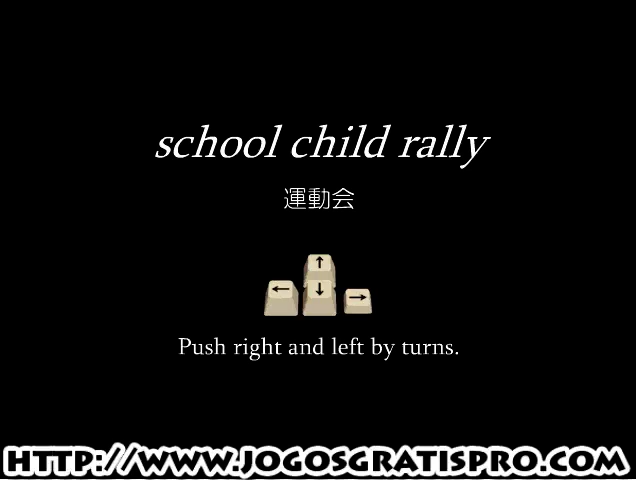 school child rally
運動会
↑
← ↓ →
Push right and left by turns.
HTTP://WWW.JOGOSGRATISPRO.COM